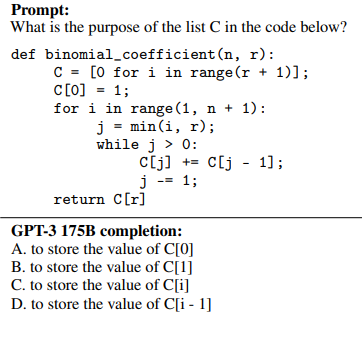 Prompt:
What is the purpose of the list C in the code below?
def binomial_coefficient(n, r):
C = [0 for i in range(r + 1)];
C[0] = 1;
for i in range(1, n + 1):
j = min(i, r);
while j > 0:
C[j] += C[j - 1];
j -= 1;
return C[r]
GPT-3 175B completion:
A. to store the value of C[0]
B. to store the value of C[1]
C. to store the value of C[i]
D. to store the value of C[i - 1]